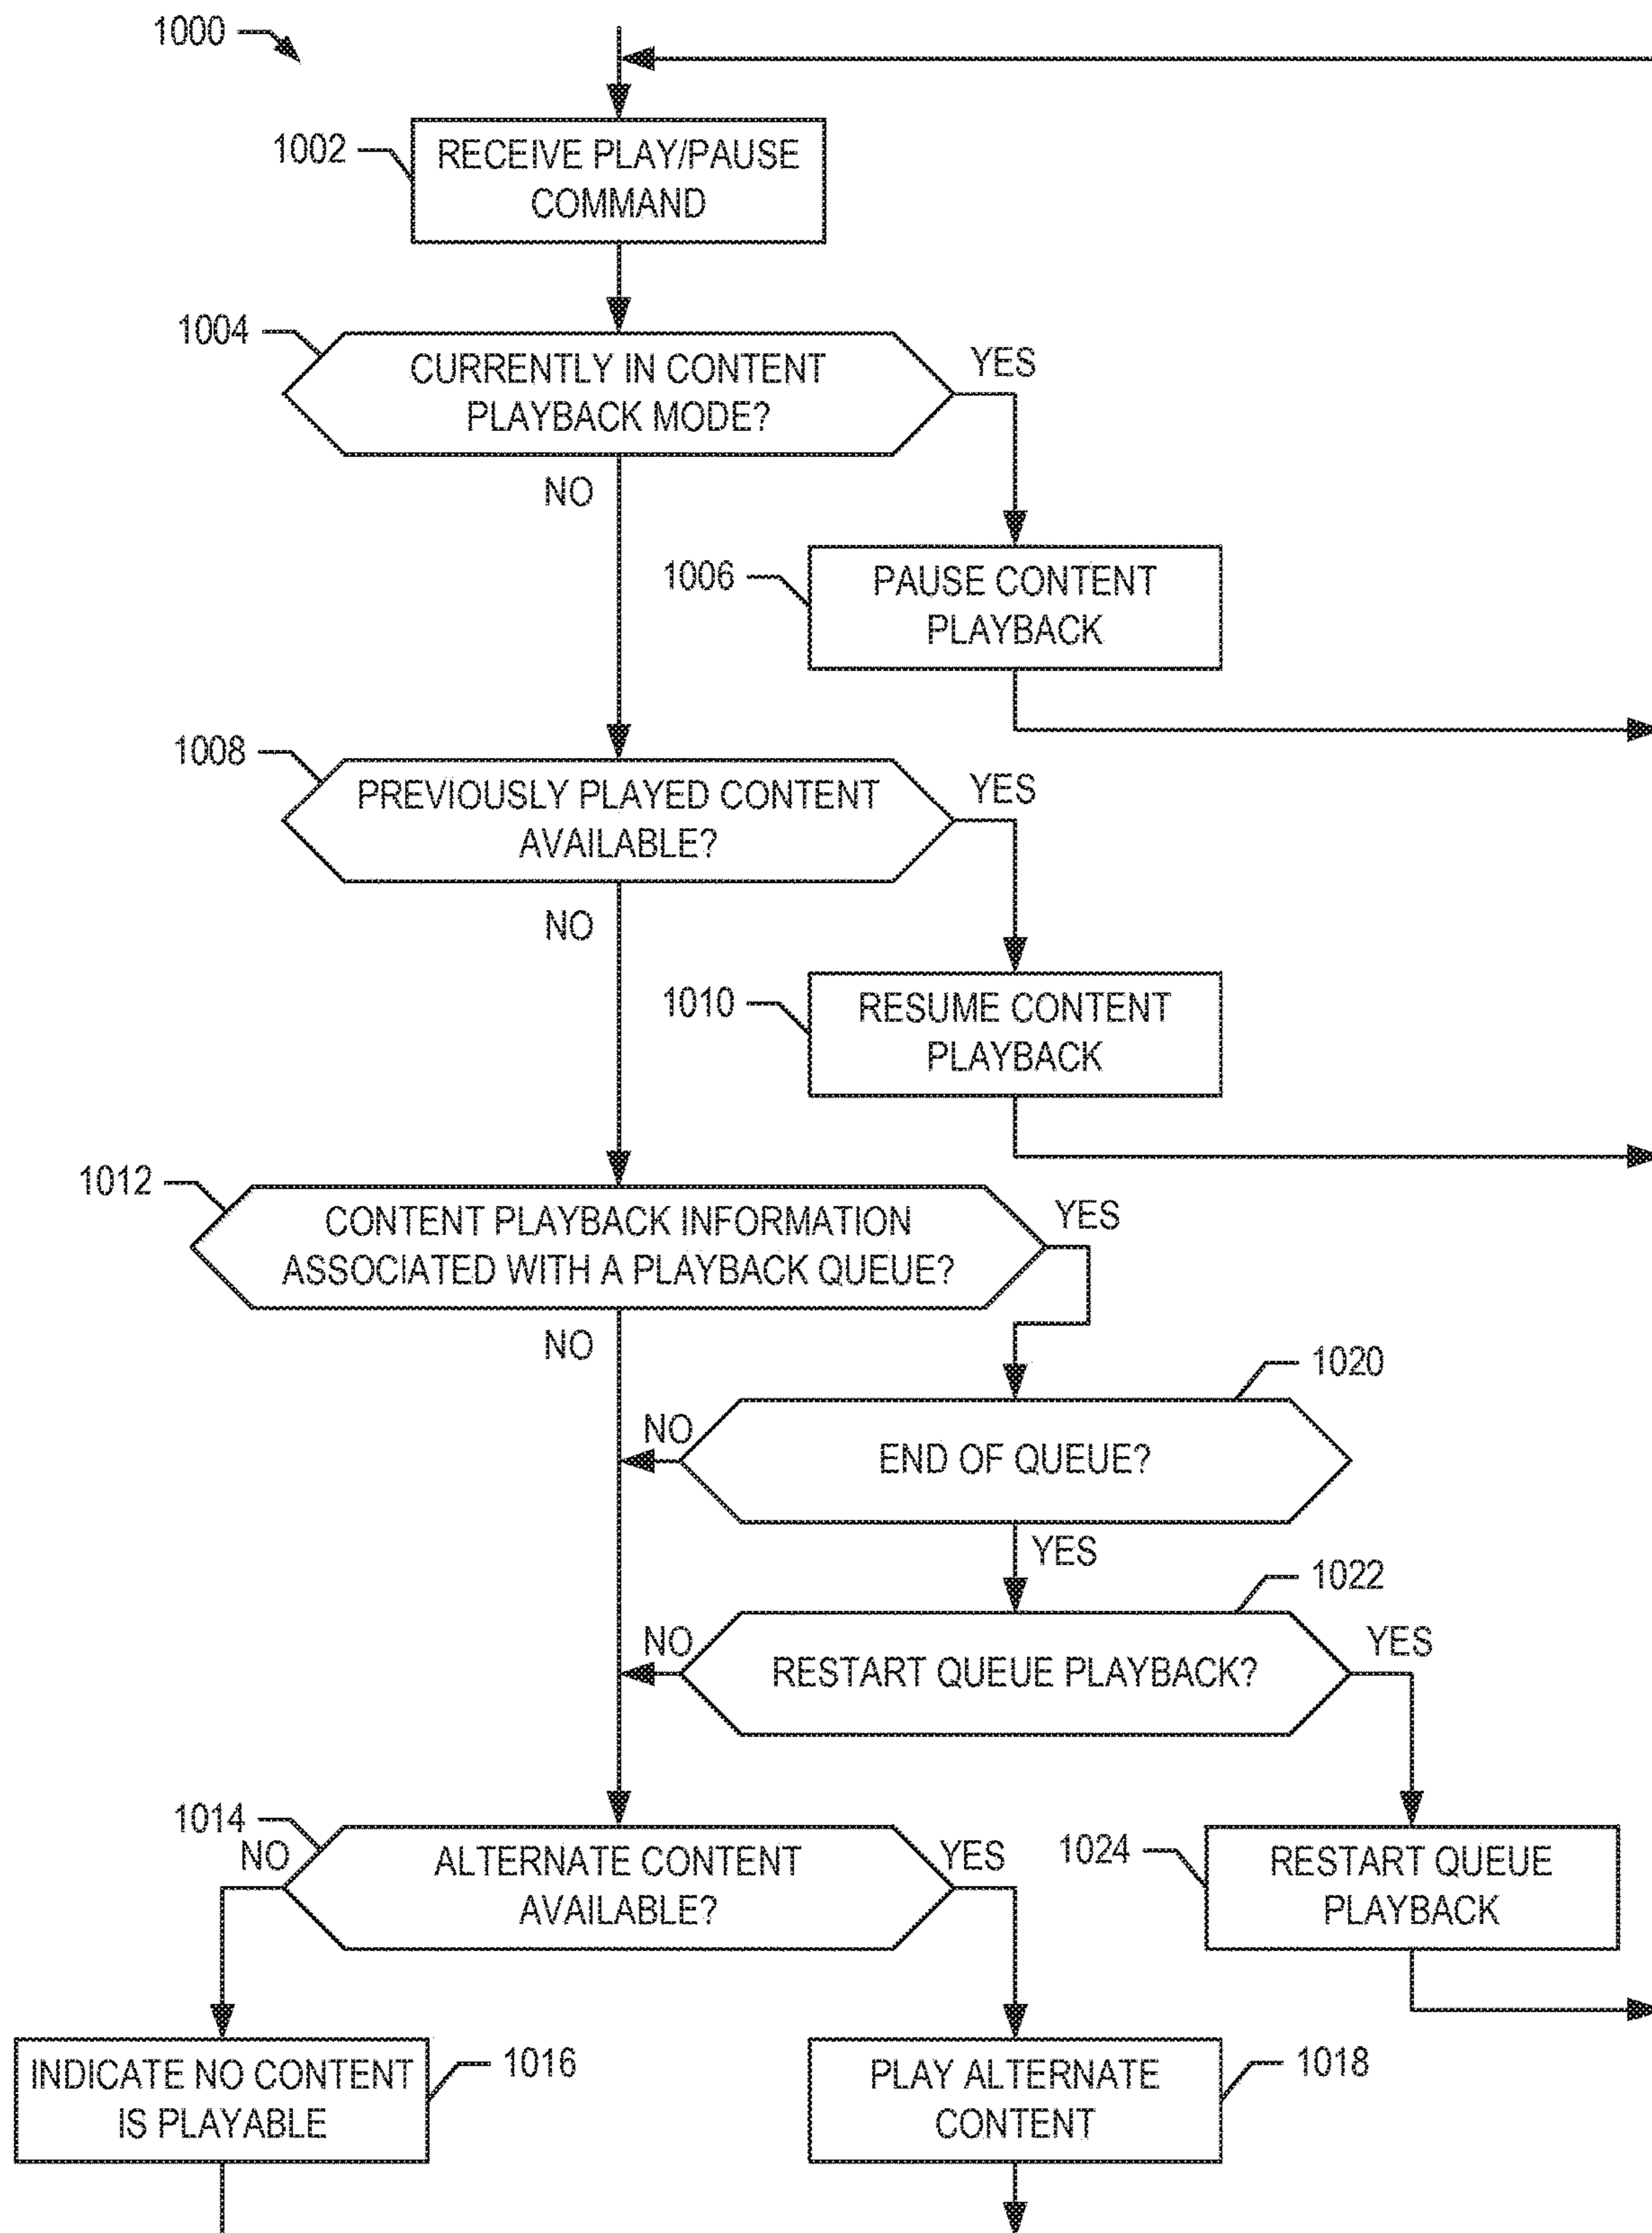 1000
1002
RECEIVE PLAY/PAUSE
COMMAND
1004
CURRENTLY IN CONTENT
PLAYBACK MODE?
YES
NO
1006
PAUSE CONTENT
PLAYBACK
1008
PREVIOUSLY PLAYED CONTENT
AVAILABLE?
YES
NO
1010
RESUME CONTENT
PLAYBACK
1012
CONTENT PLAYBACK INFORMATION
ASSOCIATED WITH A PLAYBACK QUEUE?
YES
NO
1020
NO
END OF QUEUE?
YES
1022
NO
RESTART QUEUE PLAYBACK?
YES
1014
NO
ALTERNATE CONTENT
AVAILABLE?
YES
1024
RESTART QUEUE
PLAYBACK
INDICATE NO CONTENT
IS PLAYABLE
1016
PLAY ALTERNATE
CONTENT
1018